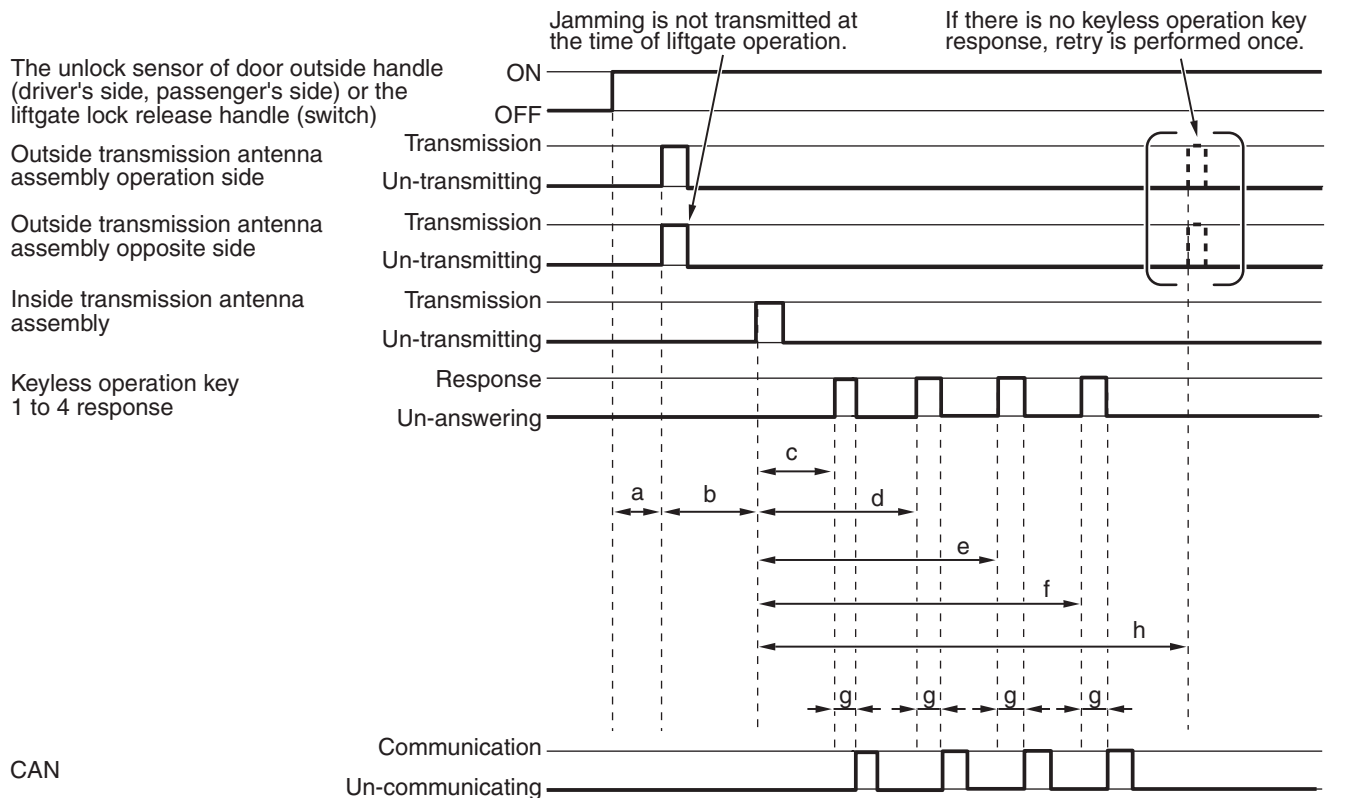 Jamming is not transmitted at
the time of liftgate operation.
If there is no keyless operation key
response, retry is performed once.
The unlock sensor of door outside handle
(driver's side, passenger's side) or the
liftgate lock release handle (switch)
ON
OFF
Outside transmission antenna
assembly operation side
Transmission
Un-transmitting
Outside transmission antenna
assembly opposite side
Transmission
Un-transmitting
Inside transmission antenna
assembly
Transmission
Un-transmitting
Keyless operation key
1 to 4 response
Response
Un-answering
c
a b d
e
f
h
g g g g
CAN
Communication
Un-communicating